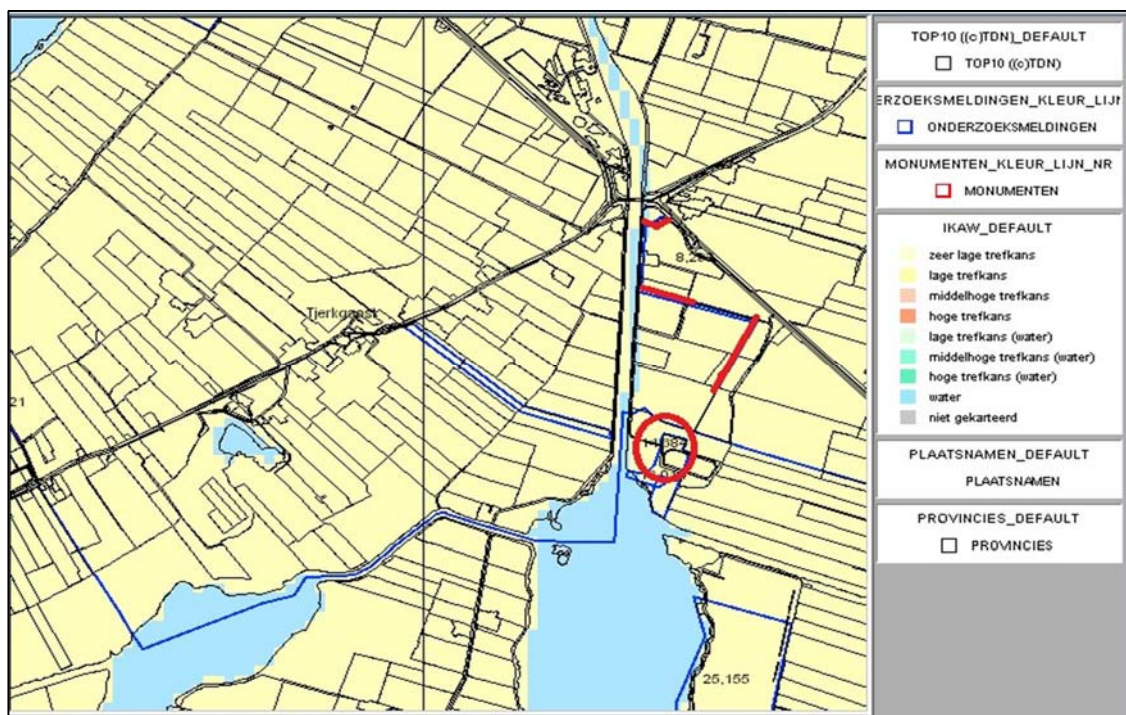 Tjerkgaast
21
25,155
TOP10 ((c)TDN)_DEFAULT
TOP10 ((c)TDN)
ERZOEKSMELDINGEN_KLEUR_LIJN
ONDERZOEKSMELDINGEN
MONUMENTEN_KLEUR_LIJN_NR
MONUMENTEN
IKAW_DEFAULT
zeer lage trefkans
lage trefkans
middelhoge trefkans
hoge trefkans
lage trefkans (water)
middelhoge trefkans (water)
hoge trefkans (water)
water
niet gekarteerd
PLAATSNAMEN_DEFAULT
PLAATSNAMEN
PROVINCIES_DEFAULT
PROVINCIES